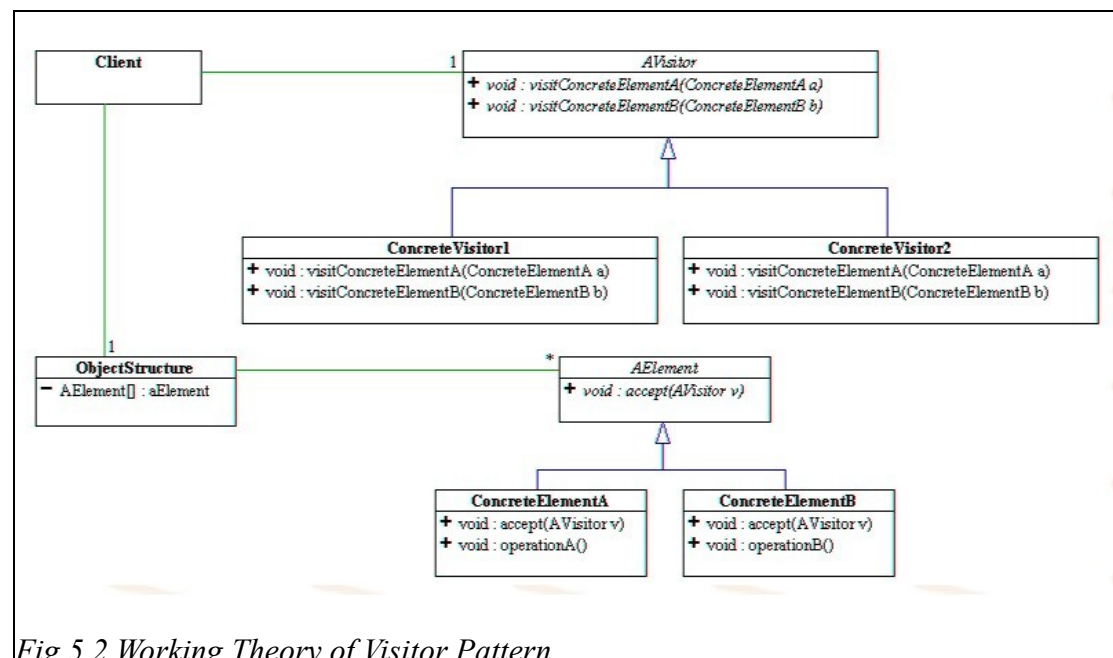 Client
1
AVisitor
+ void : visitConcreteElementA(ConcreteElementA a)
+ void : visitConcreteElementB(ConcreteElementB b)
ConcreteVisitor1
+ void : visitConcreteElementA(ConcreteElementA a)
+ void : visitConcreteElementB(ConcreteElementB b)
ConcreteVisitor2
+ void : visitConcreteElementA(ConcreteElementA a)
+ void : visitConcreteElementB(ConcreteElementB b)
1
ObjectStructure
- AElement[] : aElement
*
AElement
+ void : accept(AVisitor v)
ConcreteElementA
+ void : accept(AVisitor v)
+ void : operationA()
ConcreteElementB
+ void : accept(AVisitor v)
+ void : operationB()
Fig 5.2 Working Theory of Visitor Pattern